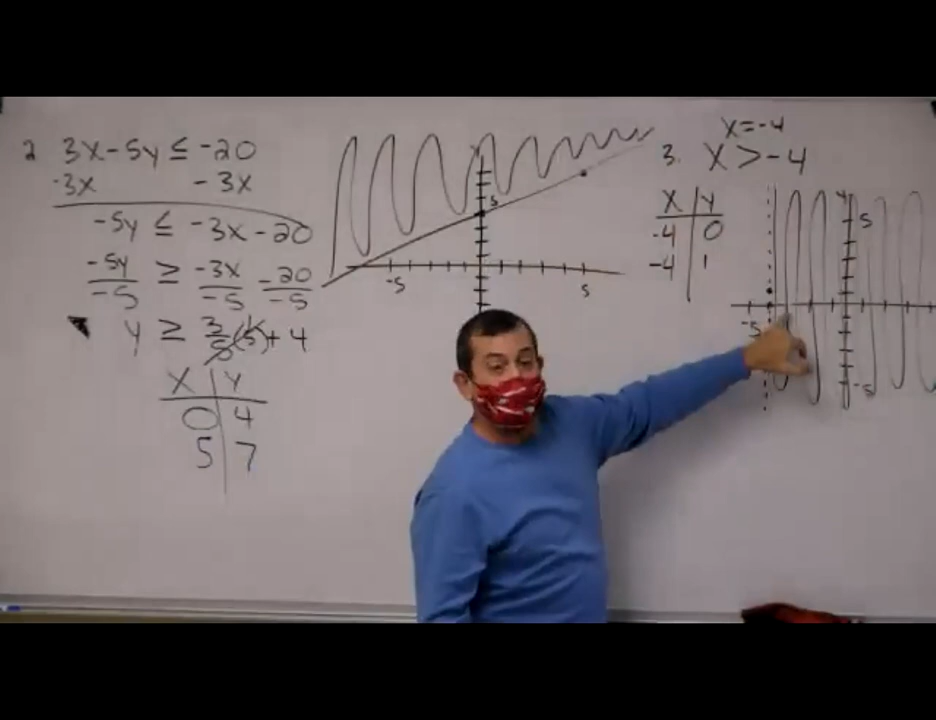 2 3x-5y ≤ -20
-3x -3x
-5y ≤ -3x-20
-5y/-5 ≥ -3x/-5 -20/-5
y ≥ 3/5(5)+4
X | Y
0 | 4
5 | 7
5
-5 5
x=-4
3. X > -4
X | Y
-4 | 0
-4 | 1
y
5
-5
-5